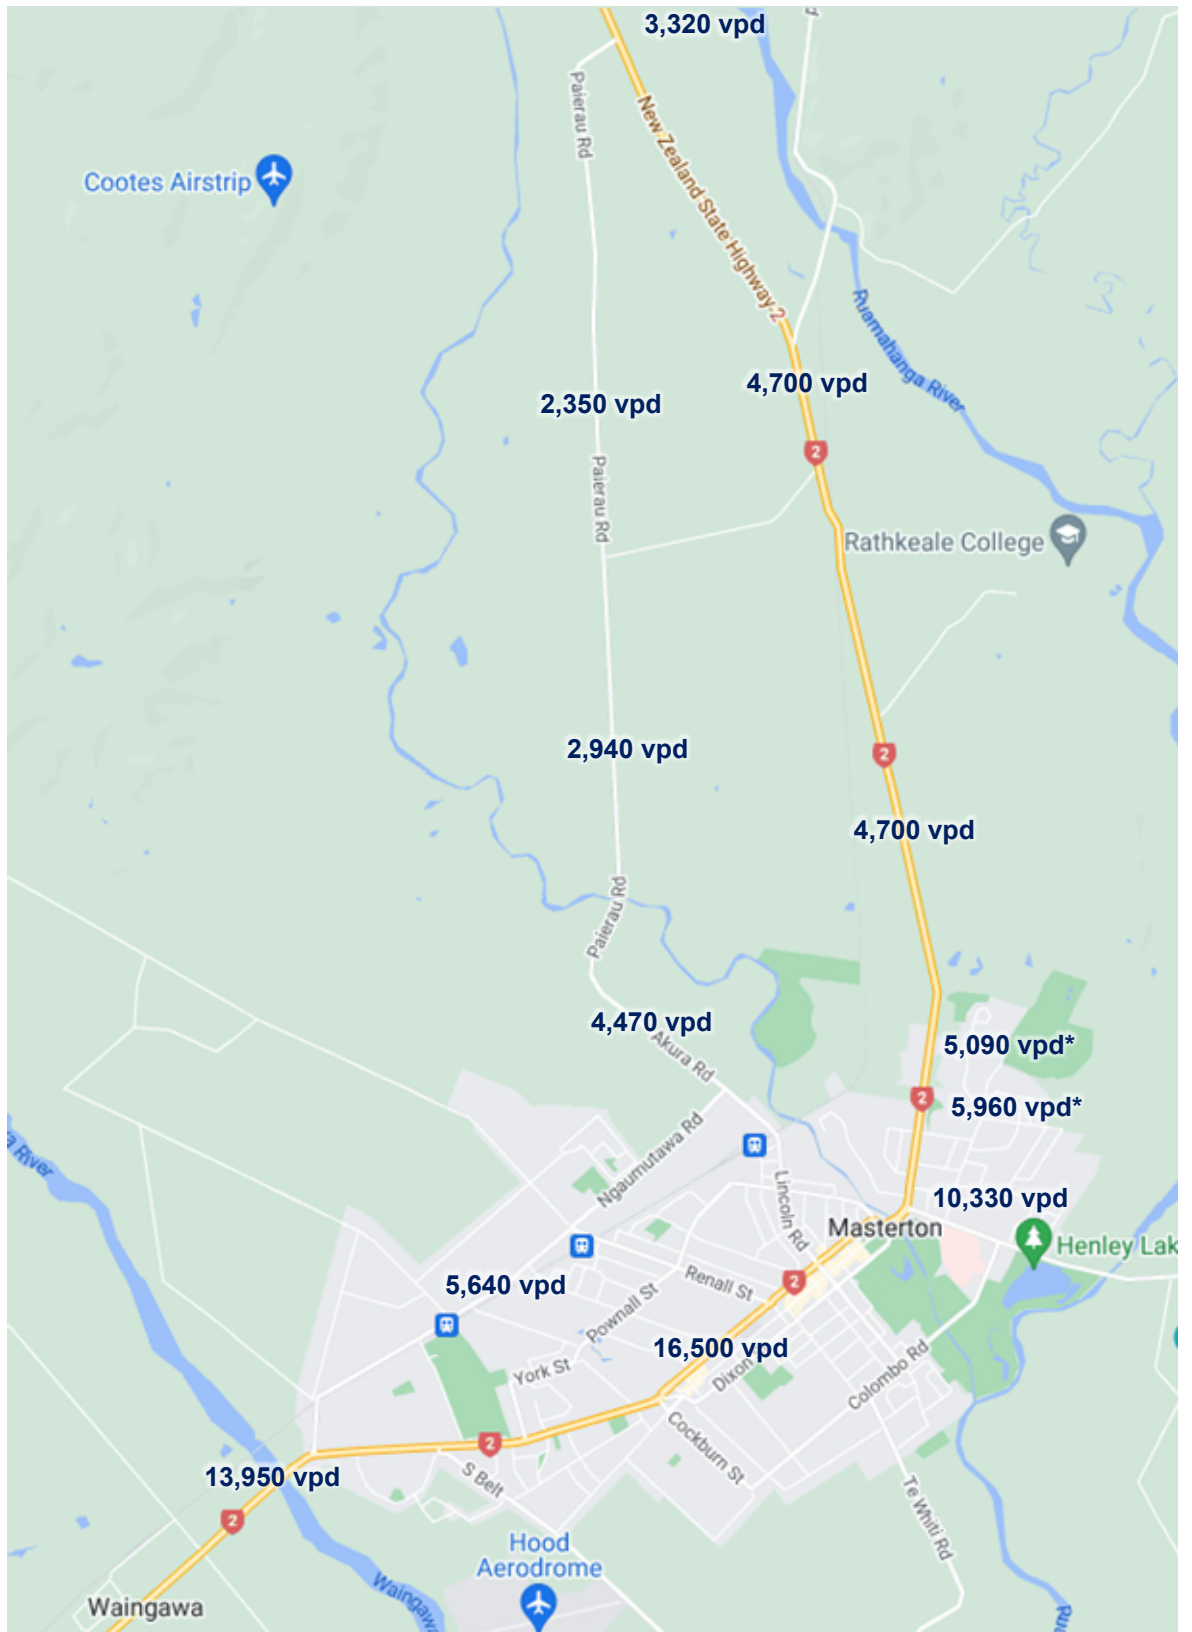 3,320 vpd
Paierau Rd
New Zealand State Highway 2
Cootes Airstrip
Ruamahanga River
4,700 vpd
2,350 vpd
2
Paierau Rd
Rathkeale College
2,940 vpd
2
4,700 vpd
Paierau Rd
4,470 vpd
Akura Rd
5,090 vpd*
2
5,960 vpd*
River
Ngaumutawa Rd
Lincoln Rd
10,330 vpd
Masterton
Henley Lak
5,640 vpd
Renall St
2
Pownall St
16,500 vpd
York St
Dixon
Colombo Rd
Cockburn St
2
S Belt
13,950 vpd
Te Whiti Rd
2
Hood
Aerodrome
Waingawa
Waingawa